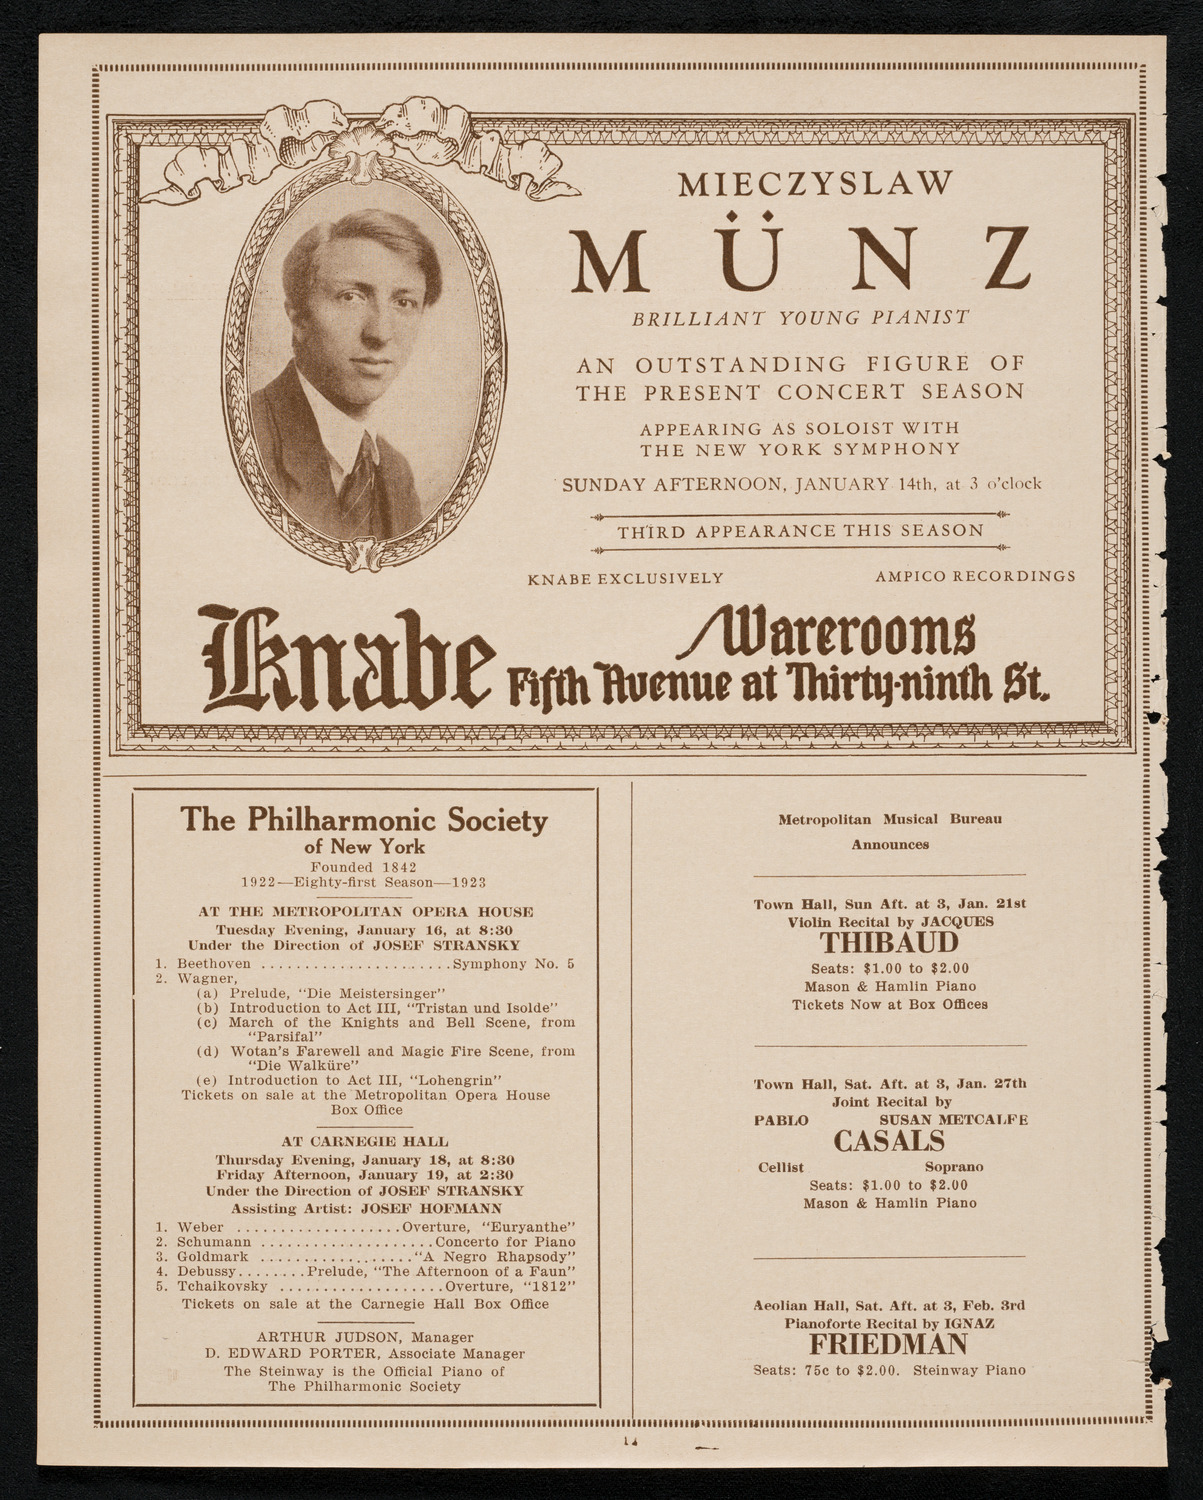 MIECZYSLAW
MÜNZ
BRILLIANT YOUNG PIANIST
AN OUTSTANDING FIGURE OF
THE PRESENT CONCERT SEASON
APPEARING AS SOLOIST WITH
THE NEW YORK SYMPHONY
SUNDAY AFTERNOON, JANUARY 14th, at 3 o'clock
THIRD APPEARANCE THIS SEASON
KNABE EXCLUSIVELY AMPICO RECORDINGS
Knabe Warerooms
Fifth Avenue at Thirty-ninth St.
The Philharmonic Society
of New York
Founded 1842
1922—Eighty-first Season—1923
AT THE METROPOLITAN OPERA HOUSE
Tuesday Evening, January 16, at 8:30
Under the Direction of JOSEF STRANSKY
1. Beethoven ......................Symphony No. 5
2. Wagner,
(a) Prelude, "Die Meistersinger"
(b) Introduction to Act III, "Tristan und Isolde"
(c) March of the Knights and Bell Scene, from
"Parsifal"
(d) Wotan's Farewell and Magic Fire Scene, from
"Die Walküre"
(e) Introduction to Act III, "Lohengrin"
Tickets on sale at the Metropolitan Opera House
Box Office
AT CARNEGIE HALL
Thursday Evening, January 18, at 8:30
Friday Afternoon, January 19, at 2:30
Under the Direction of JOSEF STRANSKY
Assisting Artist: JOSEF HOFMANN
1. Weber ...................Overture, "Euryanthe"
2. Schumann ....................Concerto for Piano
3. Goldmark ..................."A Negro Rhapsody"
4. Debussy........Prelude, "The Afternoon of a Faun"
5. Tchaikovsky ...................Overture, "1812"
Tickets on sale at the Carnegie Hall Box Office
ARTHUR JUDSON, Manager
D. EDWARD PORTER, Associate Manager
The Steinway is the Official Piano of
The Philharmonic Society
Metropolitan Musical Bureau
Announces
Town Hall, Sun Aft. at 3, Jan. 21st
Violin Recital by JACQUES
THIBAUD
Seats: $1.00 to $2.00
Mason & Hamlin Piano
Tickets Now at Box Offices
Town Hall, Sat. Aft. at 3, Jan. 27th
Joint Recital by
PABLO SUSAN METCALFE
CASALS
Cellist Soprano
Seats: $1.00 to $2.00
Mason & Hamlin Piano
Aeolian Hall, Sat. Aft. at 3, Feb. 3rd
Pianoforte Recital by IGNAZ
FRIEDMAN
Seats: 75c to $2.00. Steinway Piano